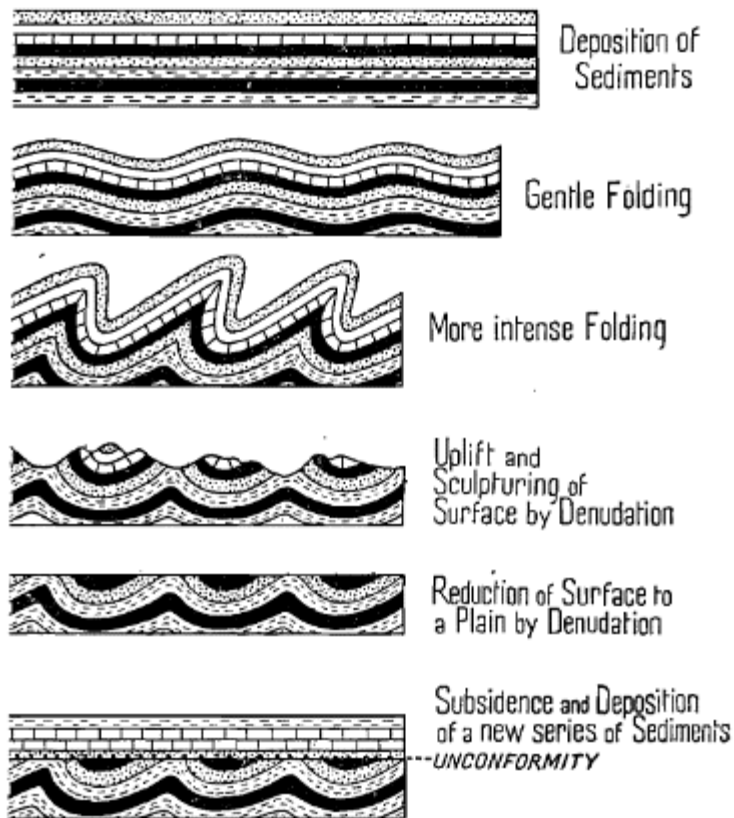 Deposition of
Sediments
Gentle Folding
More intense Folding
Uplift and
Sculpturing of
Surface by Denudation
Reduction of Surface to
a Plain by Denudation
Subsidence and Deposition
of a new series of Sediments
UNCONFORMITY